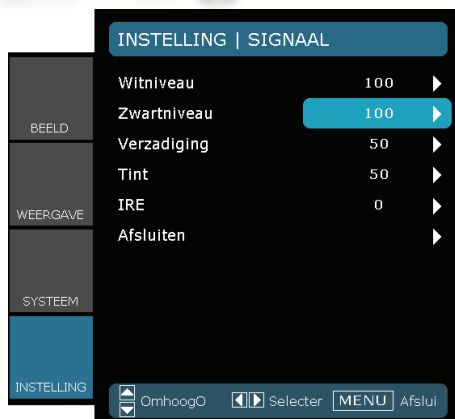 INSTELLING | SIGNAAL
Witniveau 100
Zwartniveau 100
Verzadiging 50
Tint 50
IRE 0
Afsluiten
BEELD
WEERGAVE
SYSTEEM
INSTELLING
OmhoogO Selecter MENU Afslui